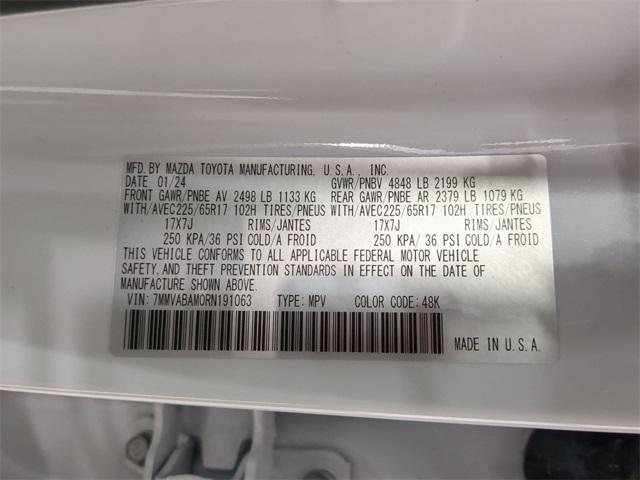 MFD.BY MAZDA TOYOTA MANUFACTURING, U.S.A., INC.
DATE 01/24 GVWR/PNBV 4848 LB 2199 KG
FRONT GAWR/PNBE AV 2498 LB 1133 KG REAR GAWR/PNBE AR 2379 LB 1079 KG
WITH/AVEC225/65R17 102H TIRES/PNEUS WITH/AVEC225/65R17 102H TIRES/PNEUS
17X7J RIMS/JANTES 17X7J RIMS/JANTES
250 KPA/36 PSI COLD/A FROID 250 KPA/ 36 PSI COLD/A FROID
THIS VEHICLE CONFORMS TO ALL APPLICABLE FEDERAL MOTOR VEHICLE
SAFETY, AND THEFT PREVENTION STANDARDS IN EFFECT ON THE DATE OF
MANUFACTURE SHOWN ABOVE.
VIN: 7MMVABAM0RN191063 TYPE: MPV COLOR CODE: 48K
MADE IN U.S.A.